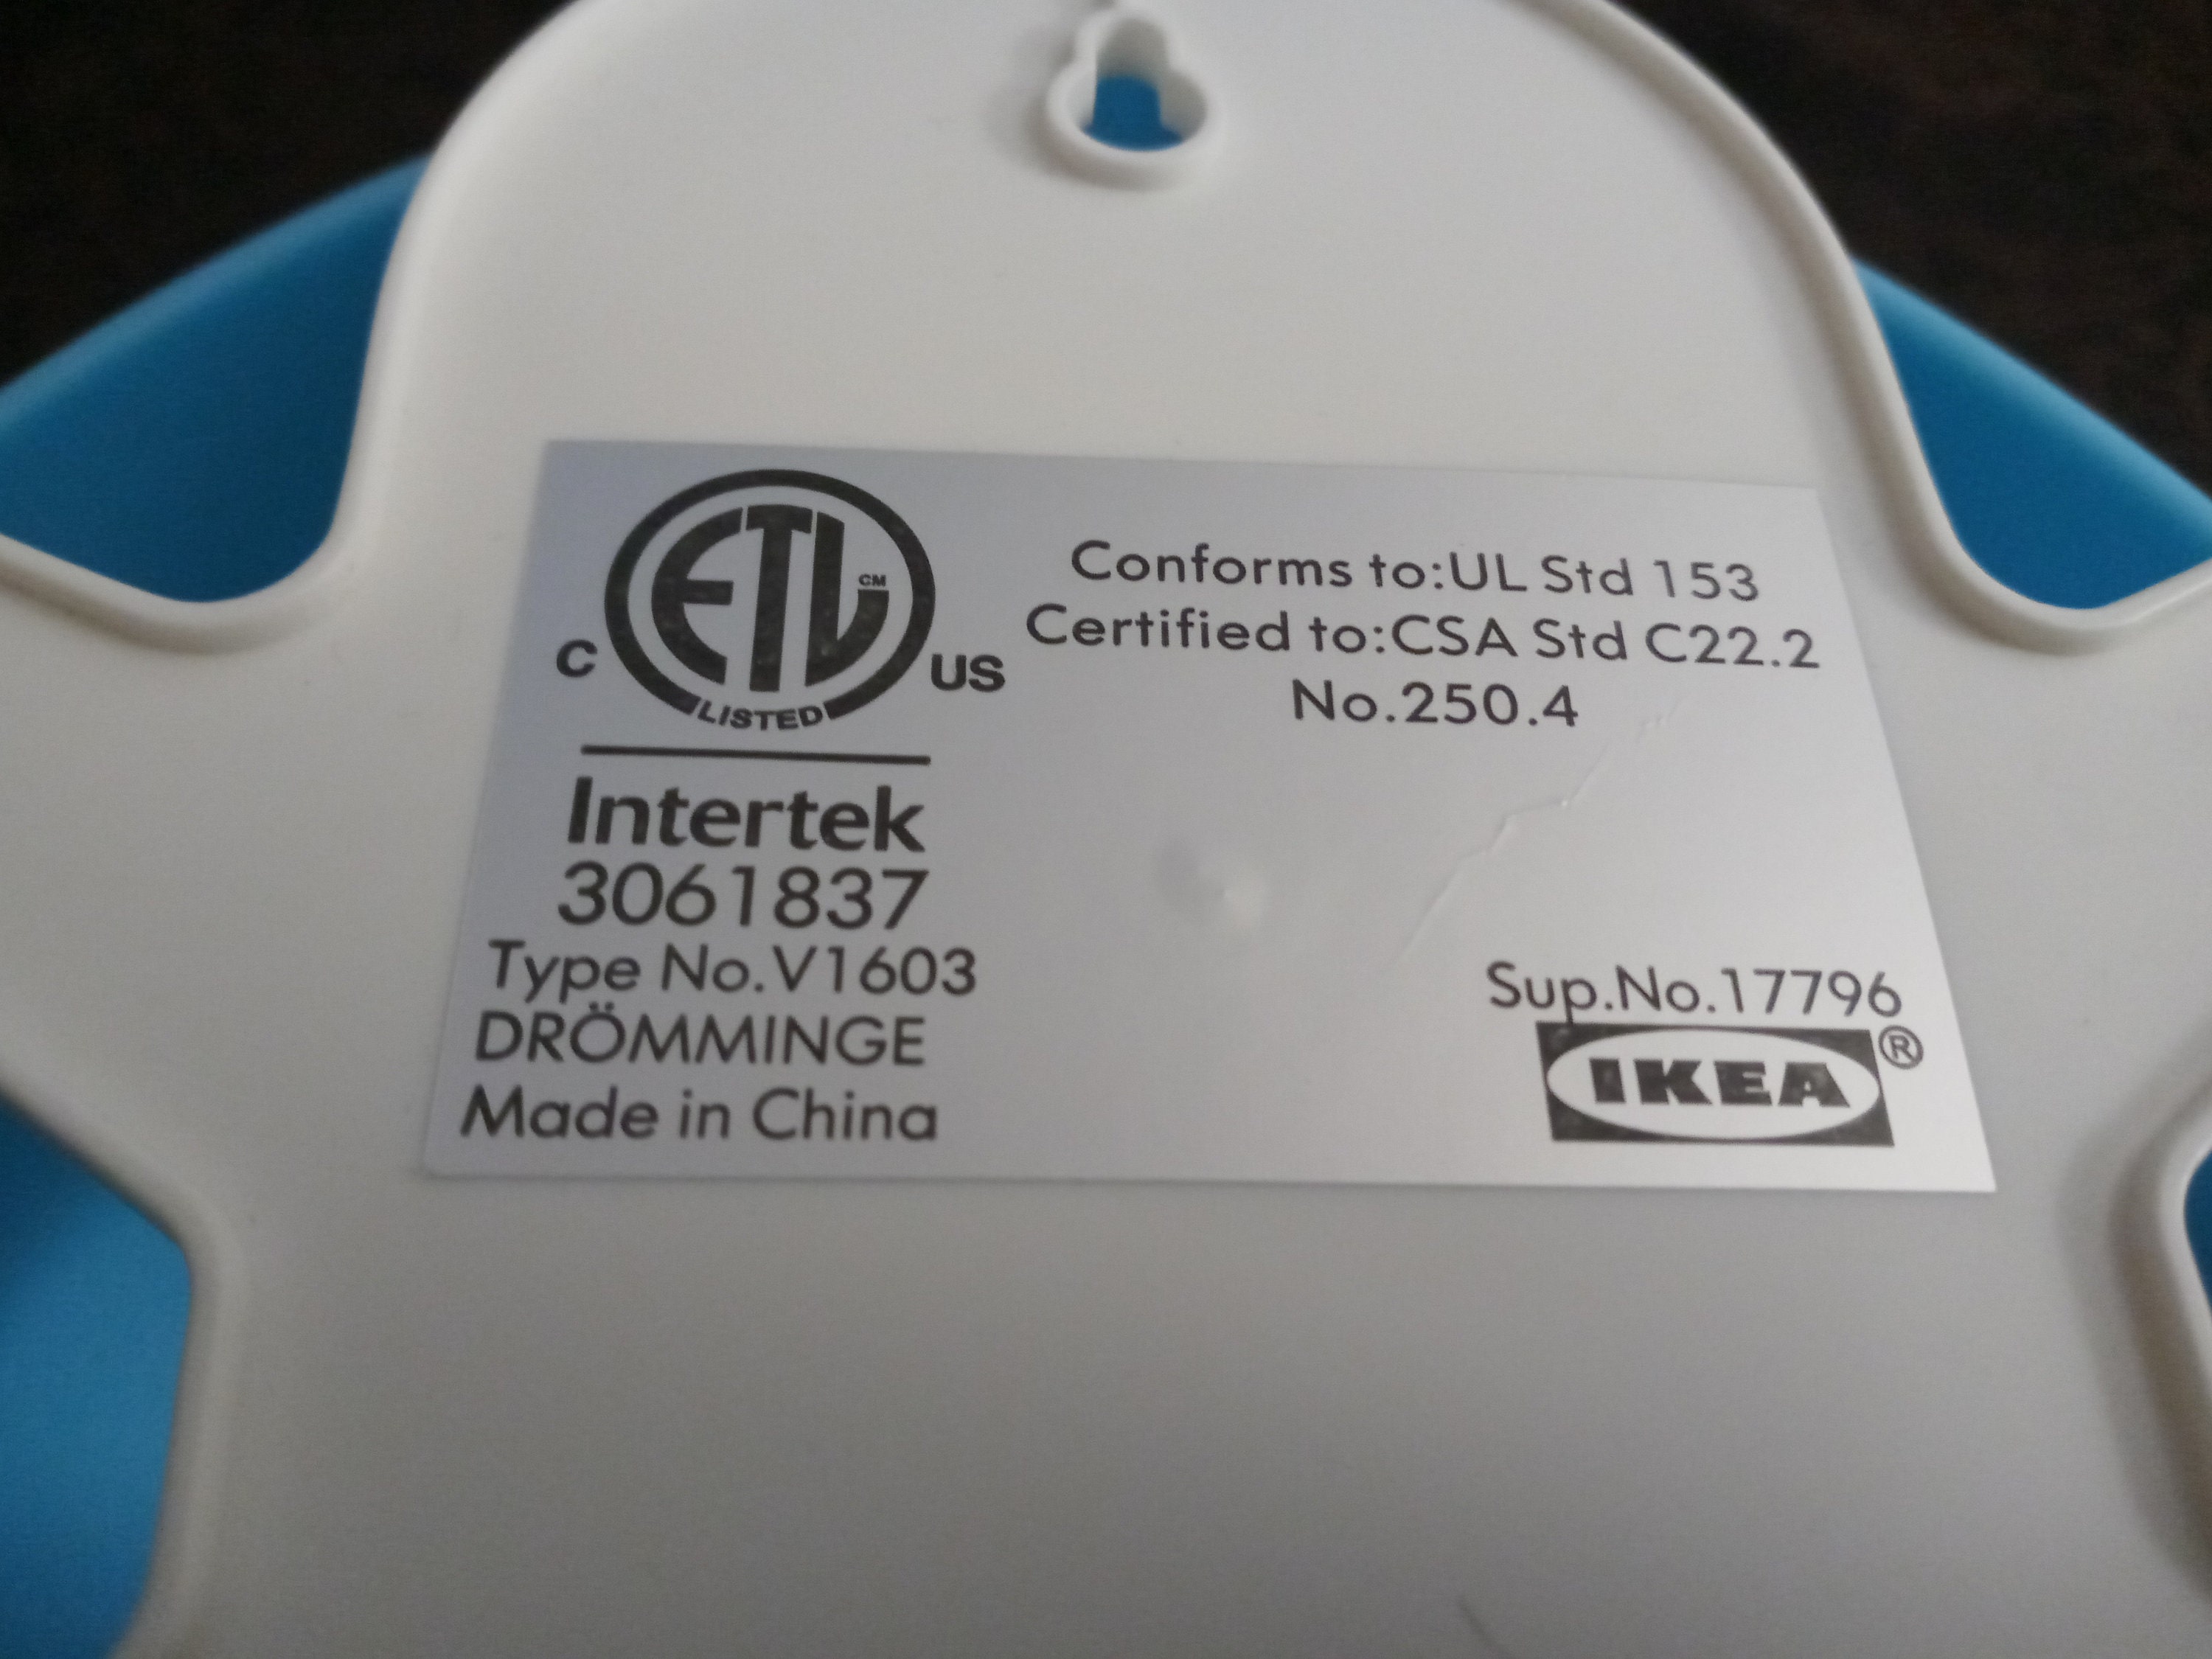 ETL CM
C US
LISTED
Intertek
3061837
Type No.V1603
DRÖMMINGE
Made in China
Conforms to:UL Std 153
Certified to:CSA Std C22.2
No.250.4
Sup.No.17796
IKEA®